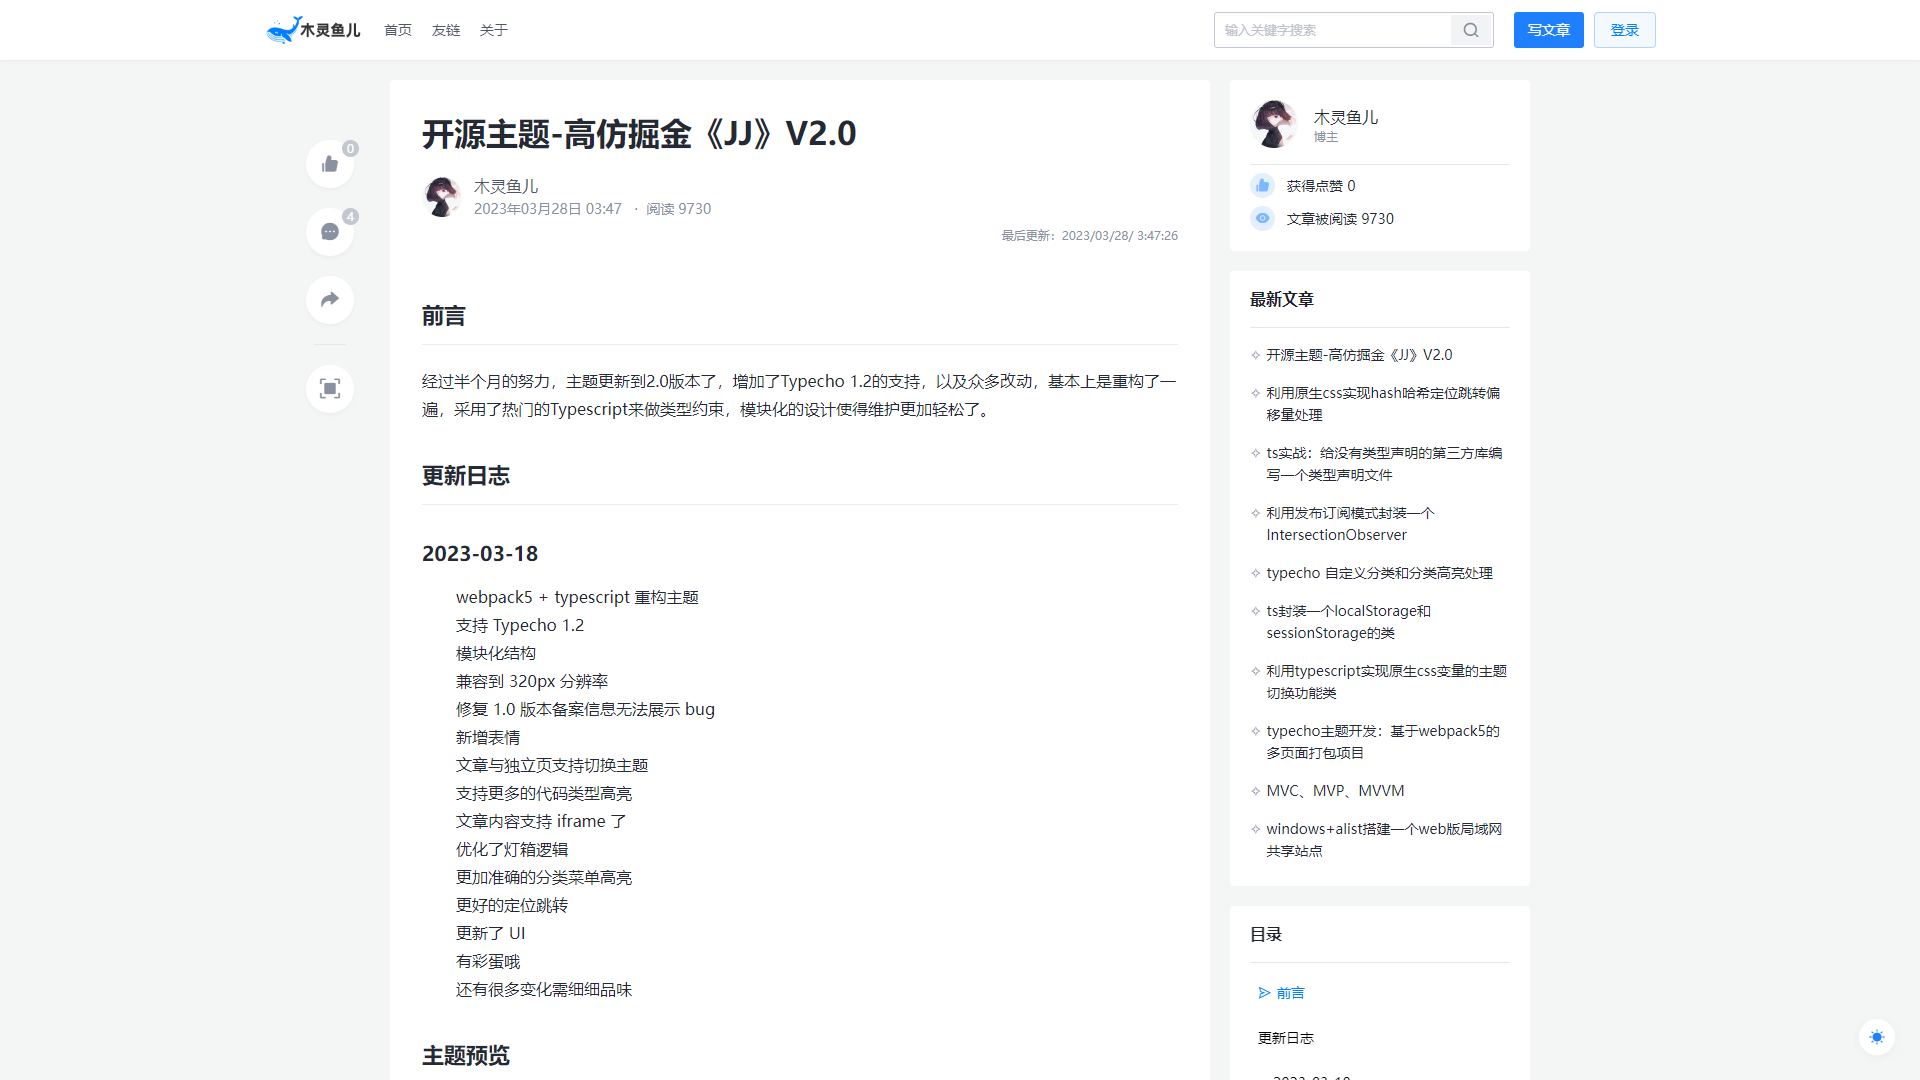 木灵鱼儿
首页
友链
关于
输入关键字搜索
写文章
登录
0
4
开源主题-高仿掘金《JJ》V2.0
木灵鱼儿
2023年03月28日 03:47 · 阅读 9730
最后更新：2023/03/28/ 3:47:26
前言
经过半个月的努力，主题更新到2.0版本了，增加了Typecho 1.2的支持，以及众多改动，基本上是重构了一
遍，采用了热门的Typescript来做类型约束，模块化的设计使得维护更加轻松了。
更新日志
2023-03-18
webpack5 + typescript 重构主题
支持 Typecho 1.2
模块化结构
兼容到 320px 分辨率
修复 1.0 版本备案信息无法展示 bug
新增表情
文章与独立页支持切换主题
支持更多的代码类型高亮
文章内容支持 iframe 了
优化了灯箱逻辑
更加准确的分类菜单高亮
更好的定位跳转
更新了 UI
有彩蛋哦
还有很多变化需细细品味
主题预览
木灵鱼儿
博主
获得点赞 0
文章被阅读 9730
最新文章
开源主题-高仿掘金《JJ》V2.0
利用原生css实现hash哈希定位跳转偏
移量处理
ts实战：给没有类型声明的第三方库编
写一个类型声明文件
利用发布订阅模式封装一个
IntersectionObserver
typecho 自定义分类和分类高亮处理
ts封装一个localStorage和
sessionStorage的类
利用typescript实现原生css变量的主题
切换功能类
typecho主题开发：基于webpack5的
多页面打包项目
MVC、MVP、MVVM
windows+alist搭建一个web版局域网
共享站点
目录
前言
更新日志
2023-03-18